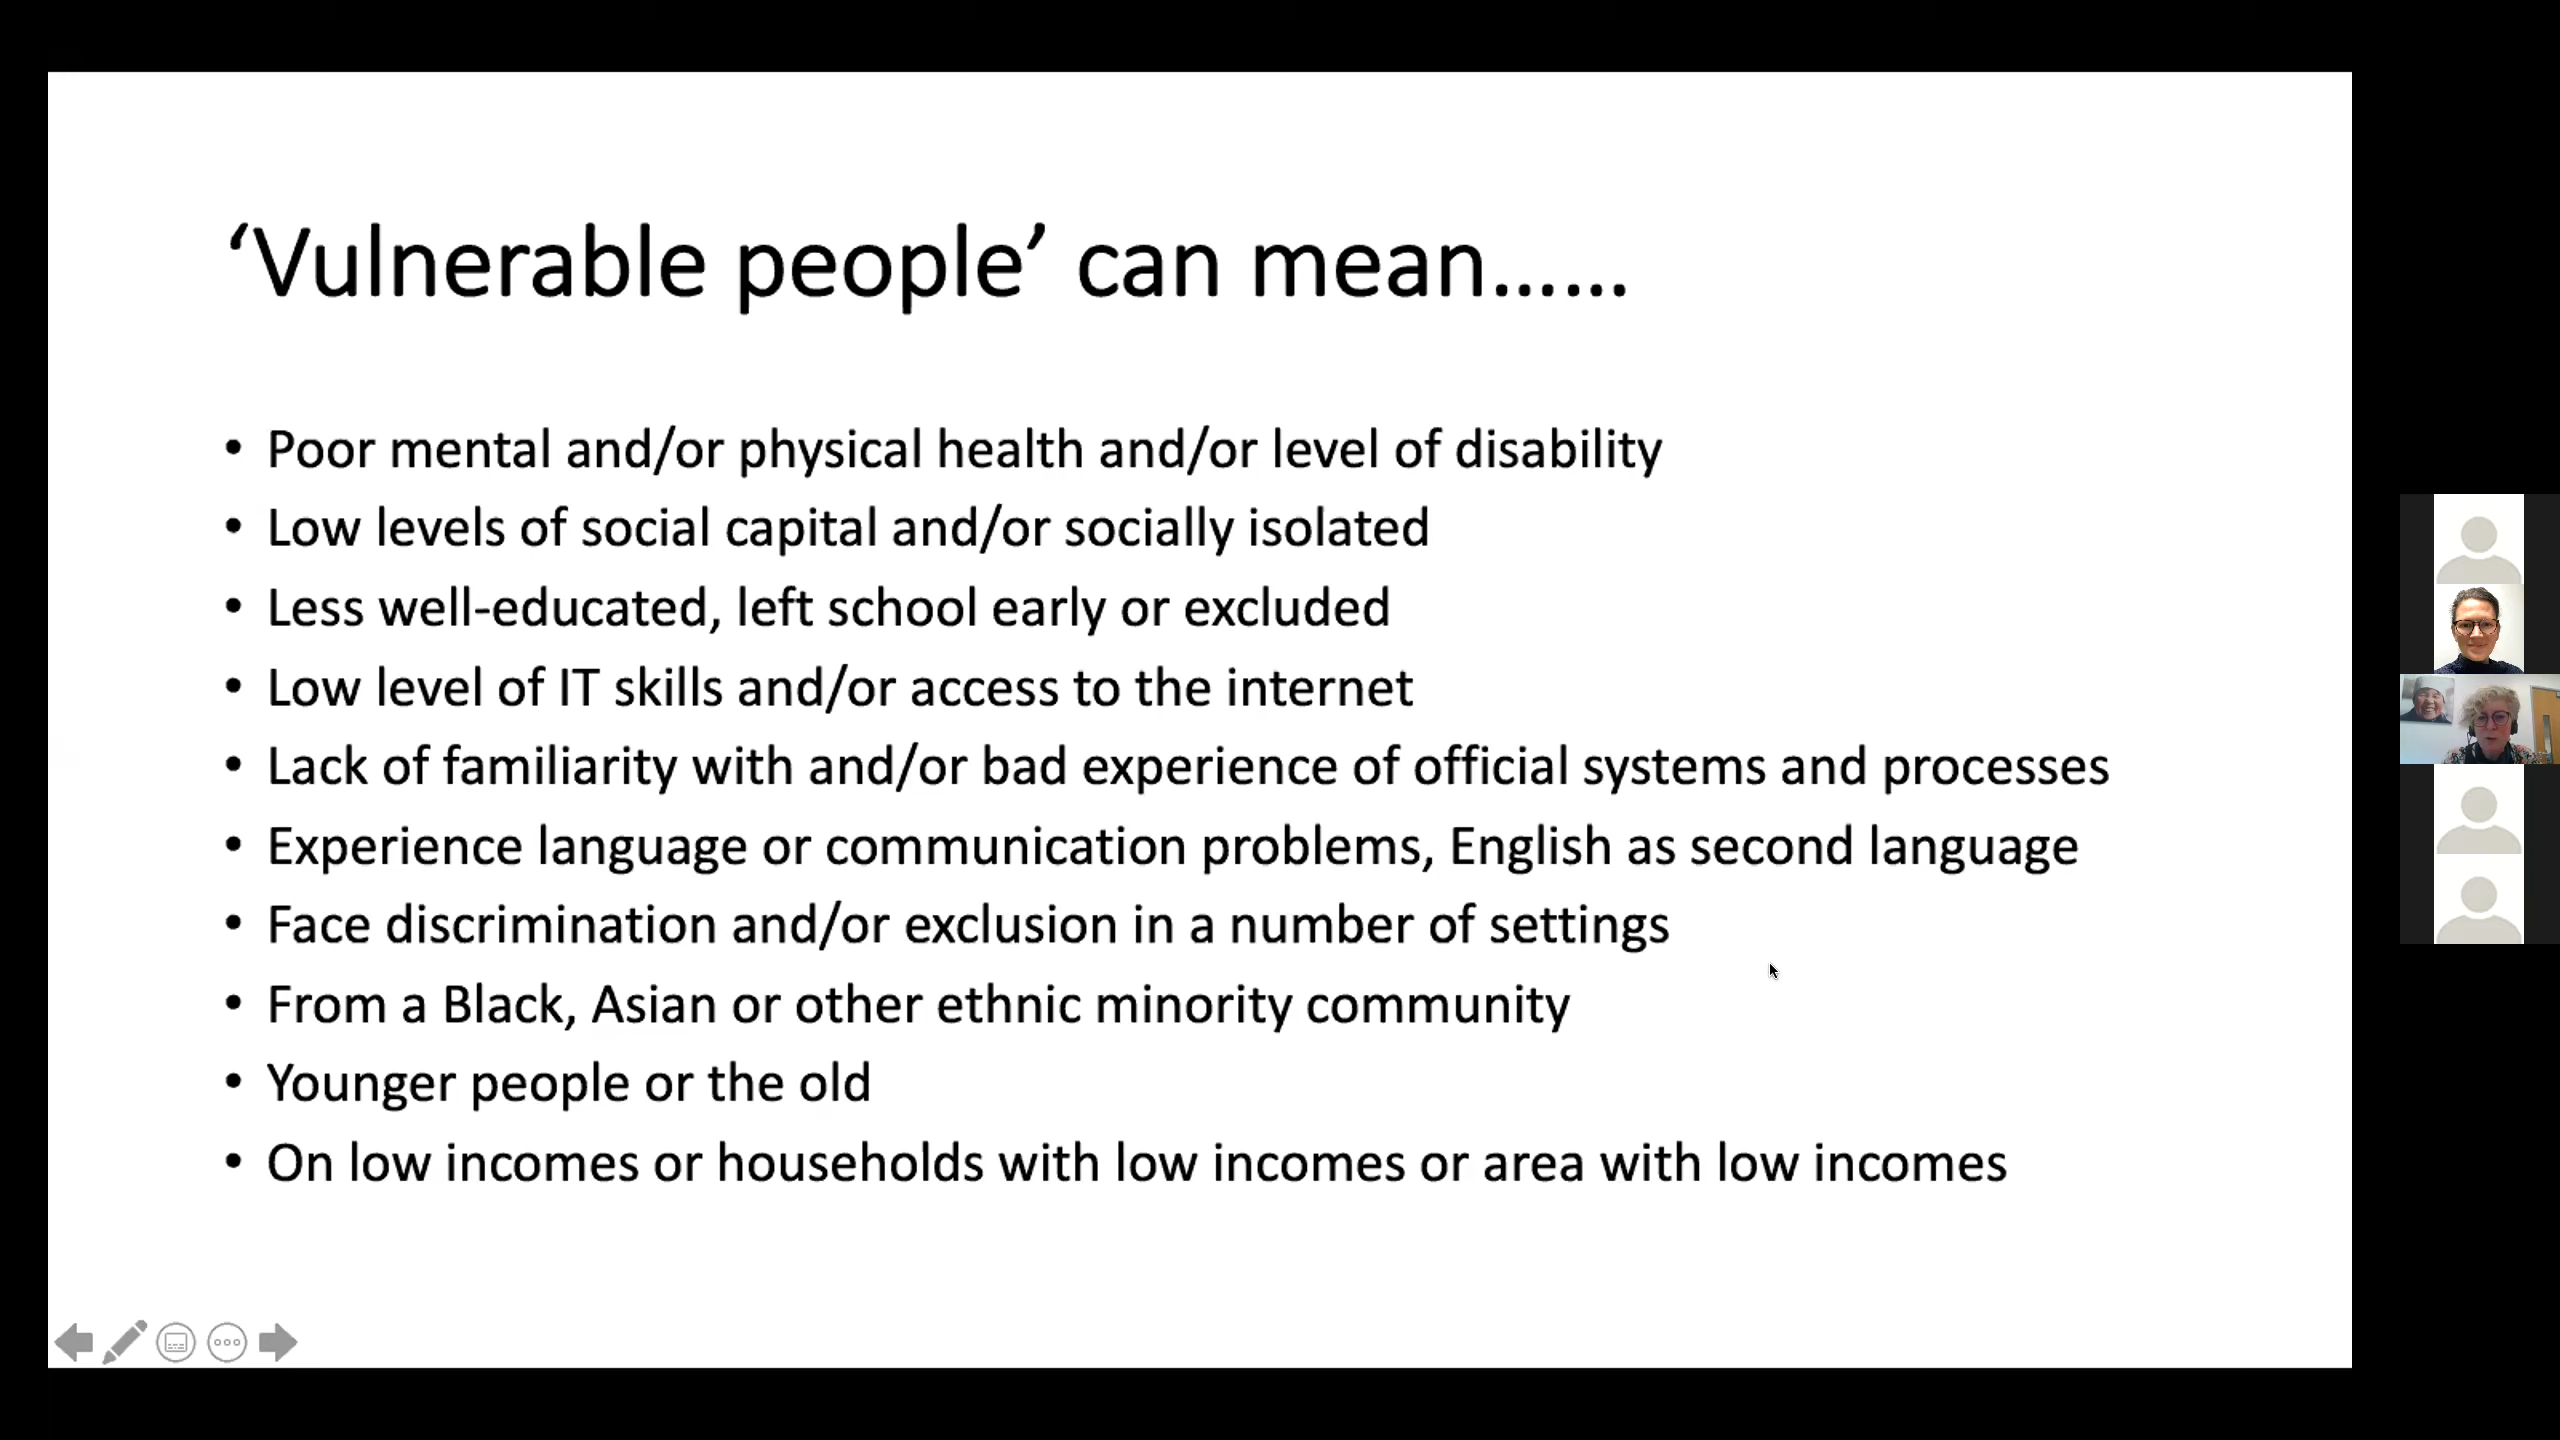 ‘Vulnerable people’ can mean……
• Poor mental and/or physical health and/or level of disability
• Low levels of social capital and/or socially isolated
• Less well-educated, left school early or excluded
• Low level of IT skills and/or access to the internet
• Lack of familiarity with and/or bad experience of official systems and processes
• Experience language or communication problems, English as second language
• Face discrimination and/or exclusion in a number of settings
• From a Black, Asian or other ethnic minority community
• Younger people or the old
• On low incomes or households with low incomes or area with low incomes